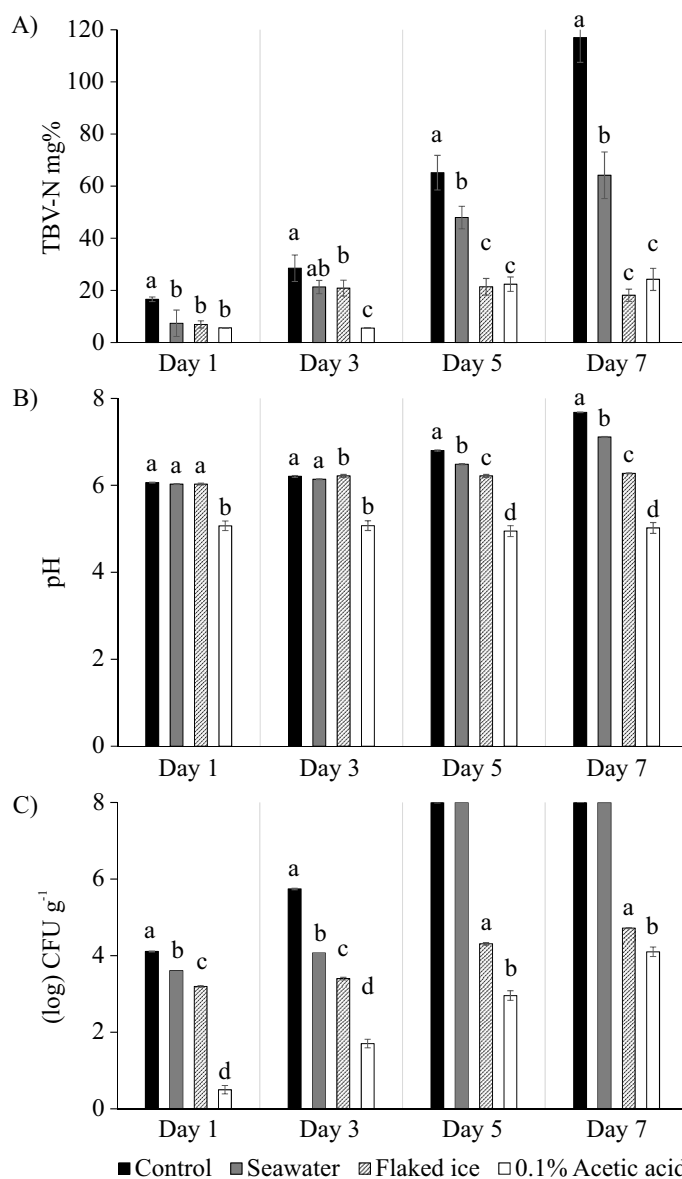 A)
TBV-N mg%
120
100
80
60
40
20
0
a
b
b
b
a
ab
b
c
a
b
c
c
a
b
c
c
Day 1
Day 3
Day 5
Day 7
B)
pH
8
6
4
2
0
a
a
a
b
a
a
b
b
a
b
c
d
a
b
c
d
Day 1
Day 3
Day 5
Day 7
C)
(log) CFU g⁻¹
8
6
4
2
0
a
b
c
d
a
b
c
d
a
b
a
b
Day 1
Day 3
Day 5
Day 7
Control
Seawater
Flaked ice
0.1% Acetic acid